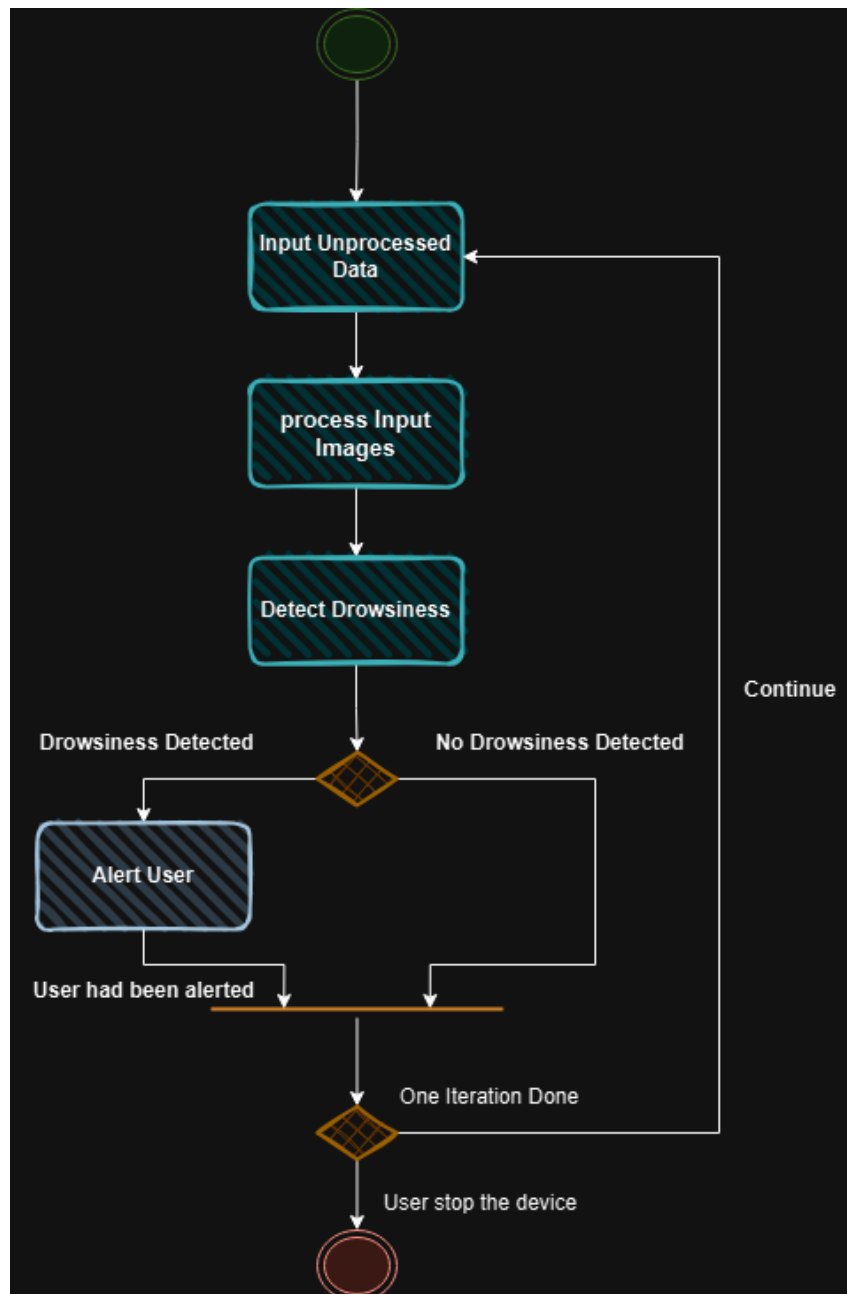 Input Unprocessed
Data
process Input
Images
Detect Drowsiness
Continue
Drowsiness Detected
No Drowsiness Detected
Alert User
User had been alerted
One Iteration Done
User stop the device